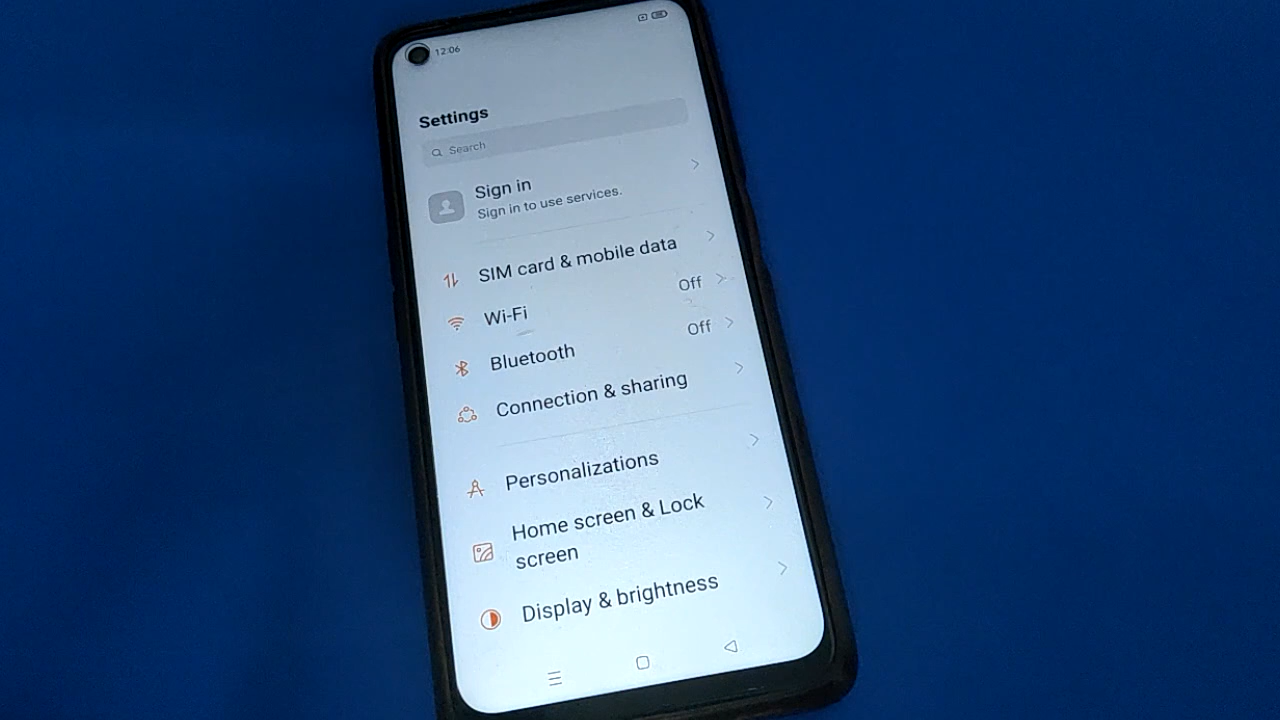 12:06
Settings
Search
Sign in
Sign in to use services.
SIM card & mobile data
Wi-Fi
Off
Bluetooth
Off
Connection & sharing
Personalizations
Home screen & Lock
screen
Display & brightness